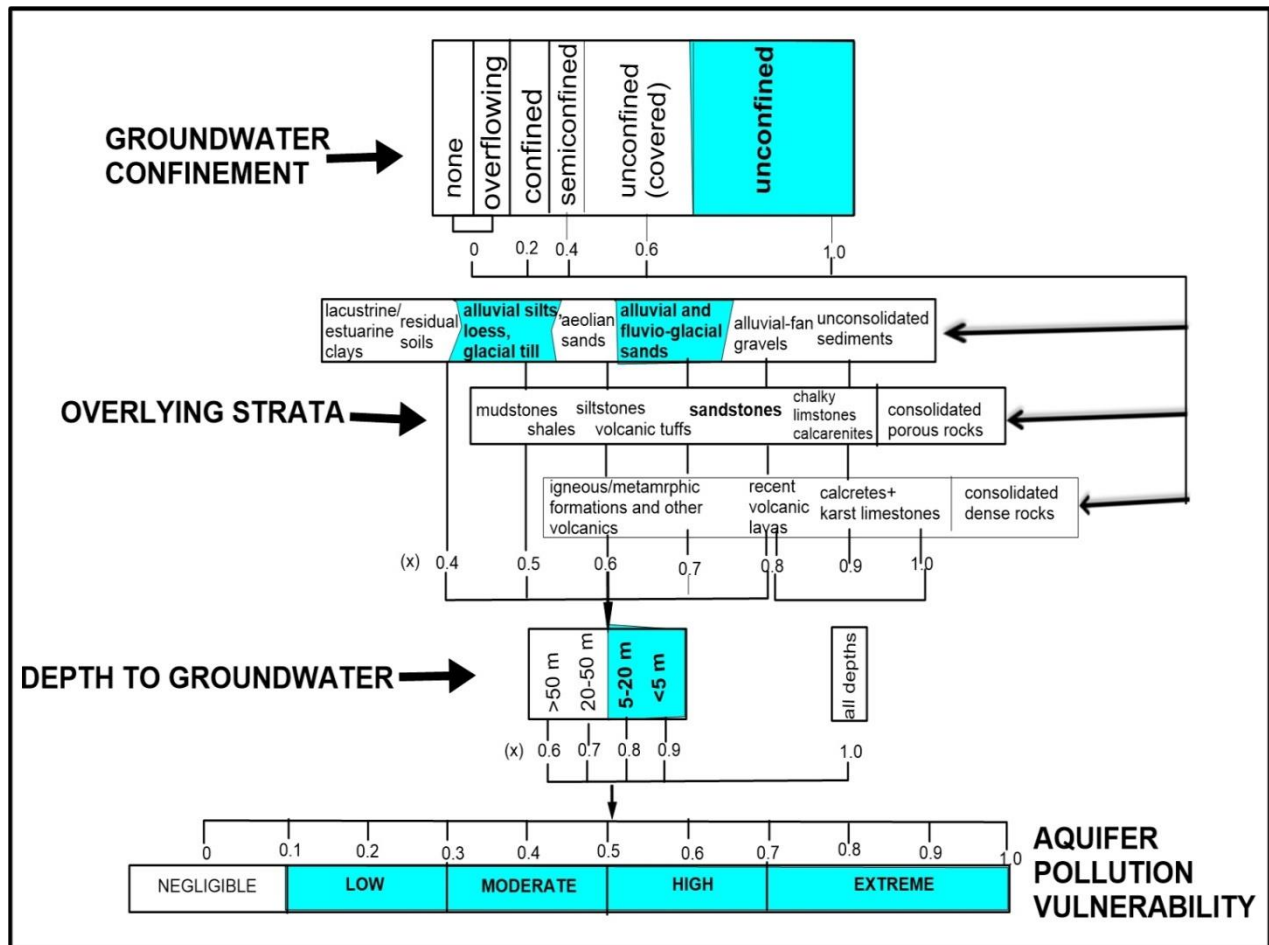 GROUNDWATER
CONFINEMENT
none
overflowing
confined
semiconfined
unconfined
(covered)
unconfined
0
0.2
0.4
0.6
1.0
OVERLYING STRATA
lacustrine/
estuarine
clays
residual
soils
alluvial silts,
loess,
glacial till
aeolian
sands
alluvial and
fluvio-glacial
sands
alluvial-fan
gravels
unconsolidated
sediments
mudstones
shales
siltstones
volcanic tuffs
sandstones
chalky
limstones
calcarenites
consolidated
porous rocks
igneous/metamrphic
formations and other
volcanics
recent
volcanic
lavas
calcretes+
karst limestones
consolidated
dense rocks
(x) 0.4 0.5 0.6 0.7 0.8 0.9 1.0
DEPTH TO GROUNDWATER
>50 m
20-50 m
5-20 m
<5 m
all depths
(x) 0.6 0.7 0.8 0.9 1.0
0 0.1 0.2 0.3 0.4 0.5 0.6 0.7 0.8 0.9 1.0
NEGLIGIBLE LOW MODERATE HIGH EXTREME
AQUIFER
POLLUTION
VULNERABILITY